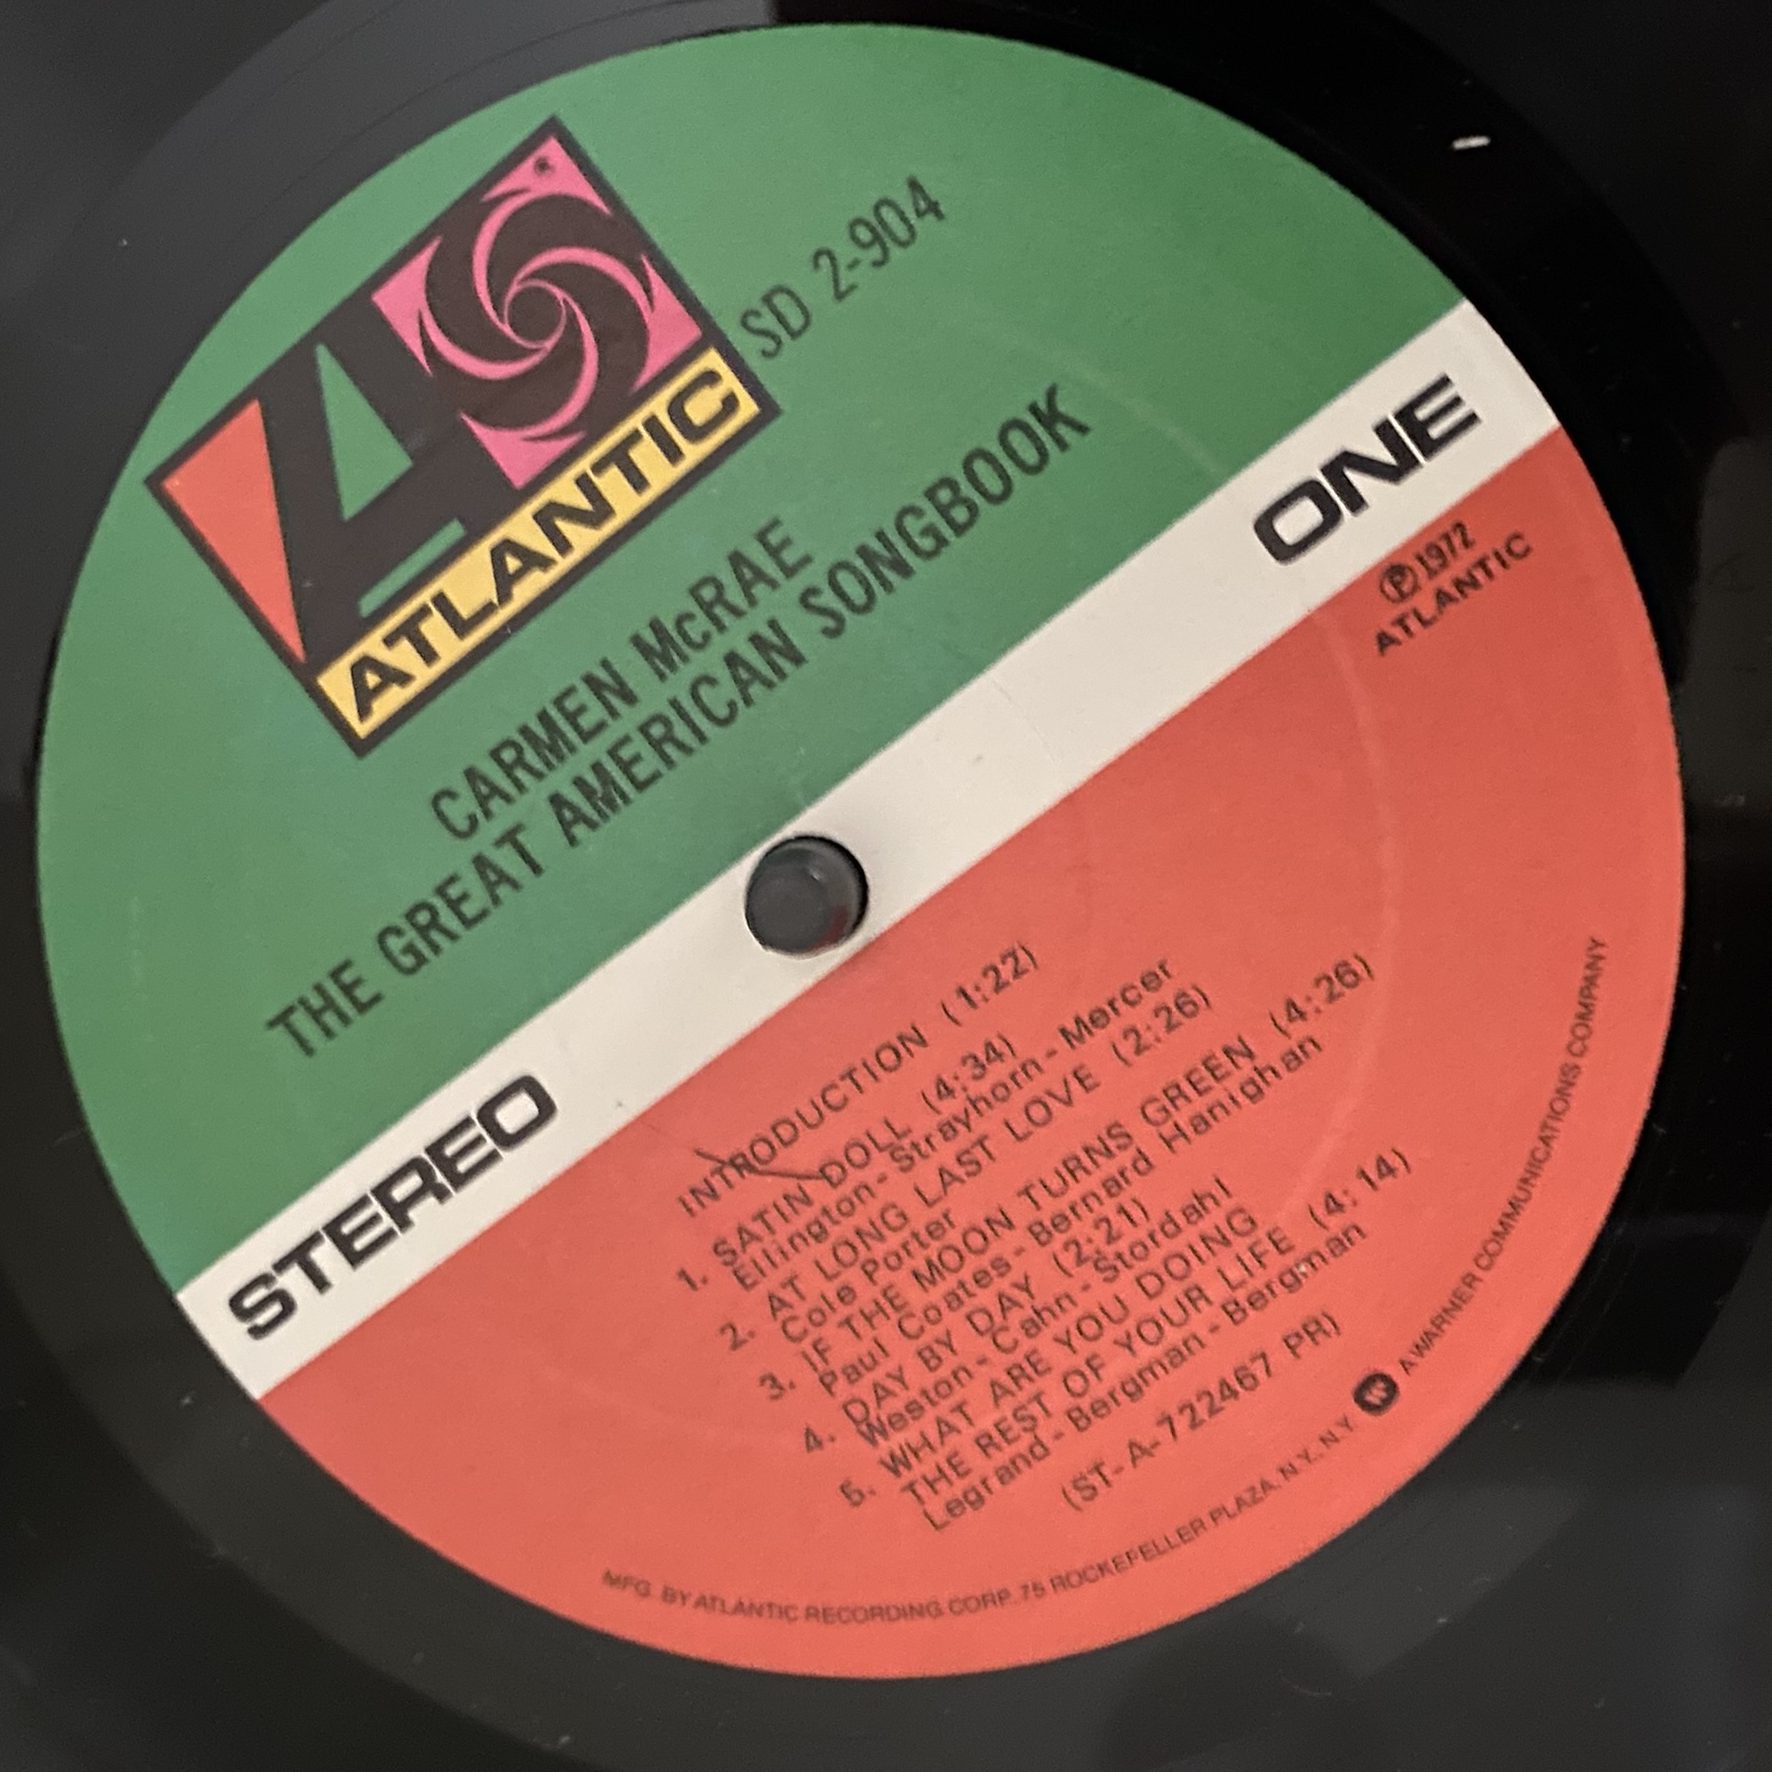 ATLANTIC
®
SD 2-904
CARMEN McRAE
THE GREAT AMERICAN SONGBOOK
STEREO
ONE
Ⓟ1972
ATLANTIC
INTRODUCTION (1:22)
1. SATIN DOLL (4:34)
Ellington-Strayhorn-Mercer
2. AT LONG LAST LOVE (2:26)
Cole Porter
3. IF THE MOON TURNS GREEN (4:26)
Paul Coates-Bernard Hanighan
4. DAY BY DAY (2:21)
Weston-Cahn-Stordahl
5. WHAT ARE YOU DOING
THE REST OF YOUR LIFE (4:14)
Legrand-Bergman-Bergman
(ST-A-722467 PR)
MFG. BY ATLANTIC RECORDING CORP. 75 ROCKEFELLER PLAZA, N.Y., N.Y. A WARNER COMMUNICATIONS COMPANY